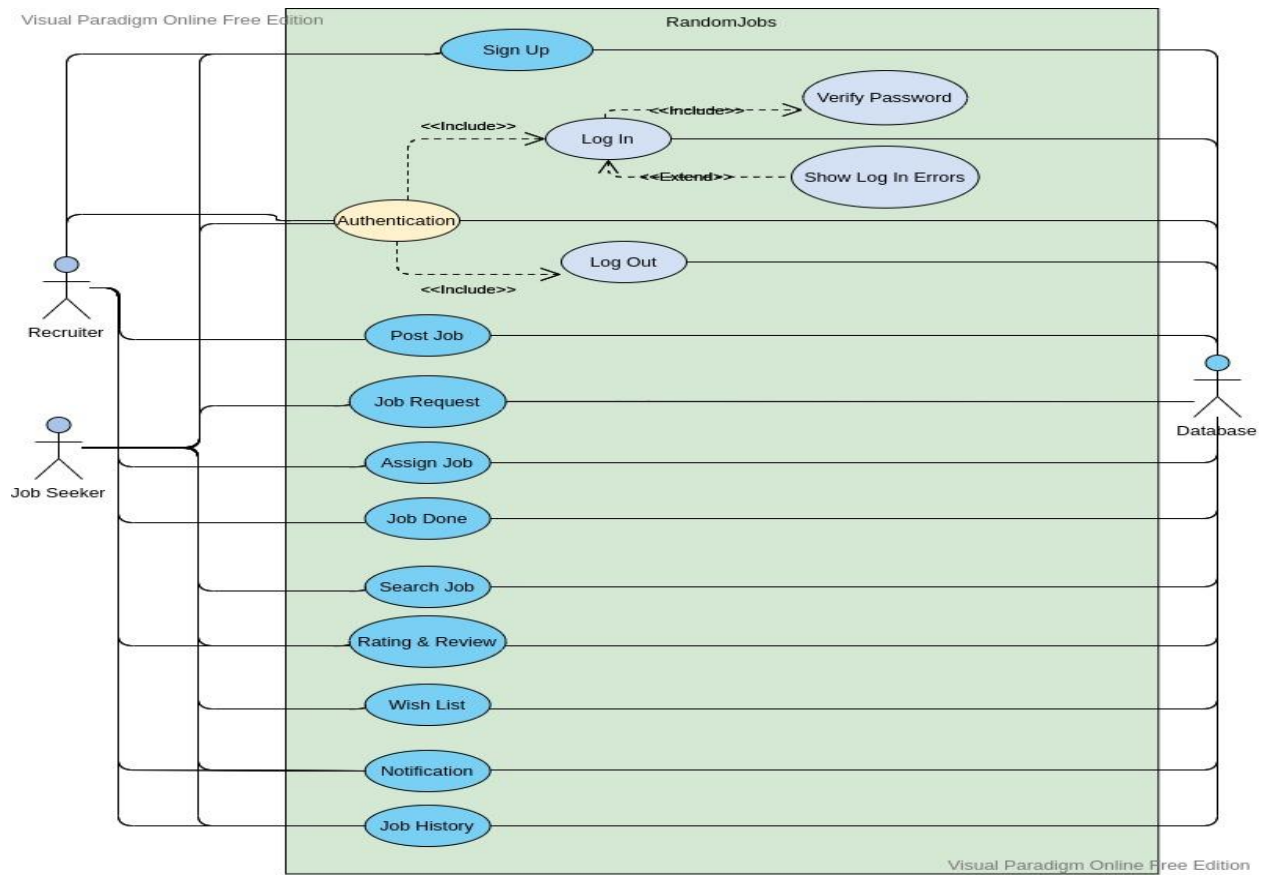 Visual Paradigm Online Free Edition
RandomJobs
Sign Up
Verify Password
<<Include>>
<<Include>>
Log In
<<Extend>>
Show Log In Errors
Authentication
Log Out
<<Include>>
Recruiter
Post Job
Job Request
Database
Assign Job
Job Seeker
Job Done
Search Job
Rating & Review
Wish List
Notification
Job History
Visual Paradigm Online Free Edition